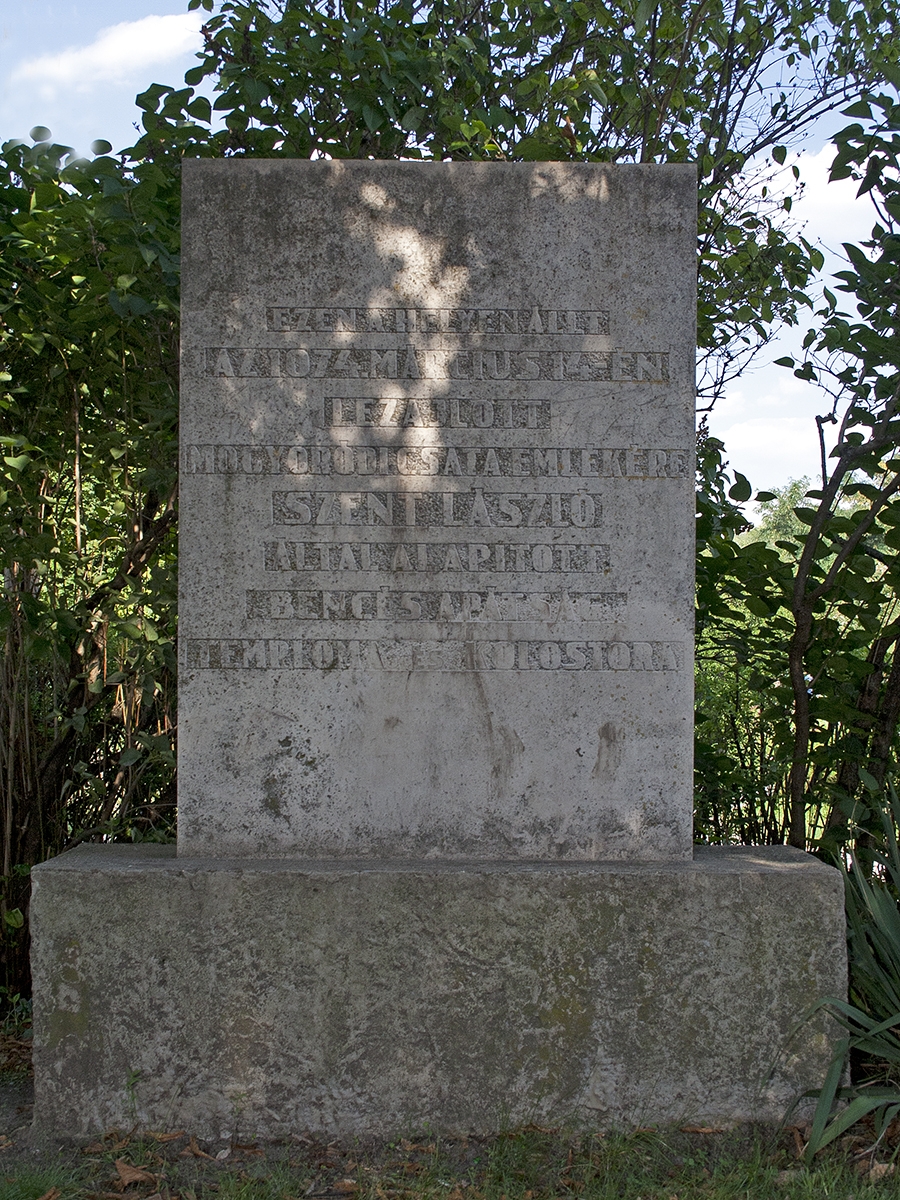 EZEN A HELYEN ÁLLT
AZ 1074. MÁRCIUS 14.-ÉN
LEZAJLOTT
MOGYORÓDI CSATA EMLÉKÉRE
SZENT LÁSZLÓ
ÁLTAL ALAPÍTOTT
BENCÉS APÁTSÁG
TEMPLOMA ÉS KOLOSTORA